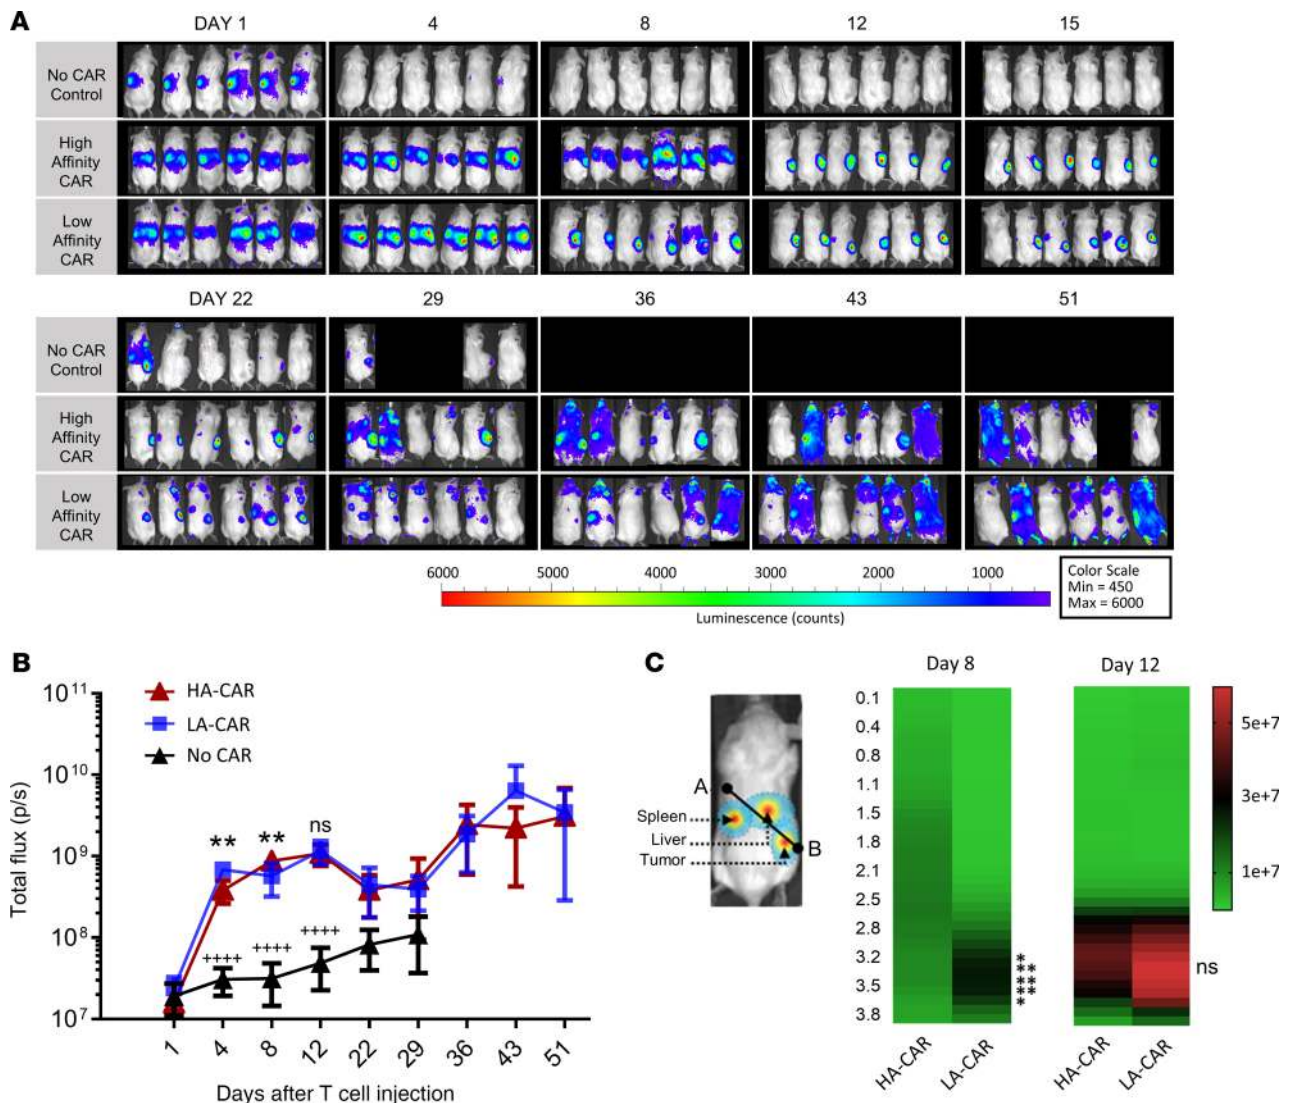 A
DAY 1 4 8 12 15
No CAR
Control
High
Affinity
CAR
Low
Affinity
CAR
DAY 22 29 36 43 51
No CAR
Control
High
Affinity
CAR
Low
Affinity
CAR
6000 5000 4000 3000 2000 1000
Luminescence (counts)
Color Scale
Min = 450
Max = 6000
B
HA-CAR
LA-CAR
No CAR
Total flux (p/s)
10¹¹
10¹⁰
10⁹
10⁸
10⁷
** ** ns
++++ ++++ ++++
1 4 8 12 22 29 36 43 51
Days after T cell injection
C
A
Spleen
Liver
Tumor
B
Day 8 Day 12
0.1
0.4
0.8
1.1
1.5
1.8
2.1
2.5
2.8
3.2
3.5
3.8
*
**
**
**
*
ns
HA-CAR LA-CAR HA-CAR LA-CAR
5e+7
3e+7
1e+7